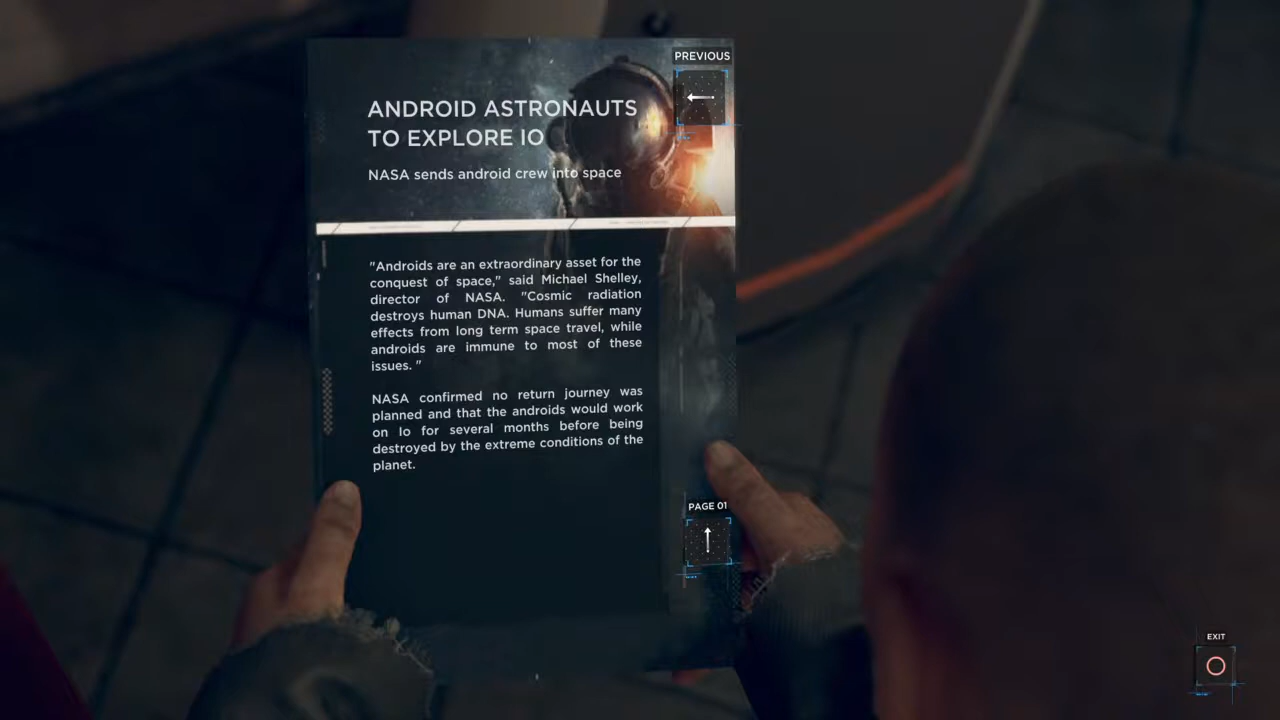 PREVIOUS
ANDROID ASTRONAUTS
TO EXPLORE IO
NASA sends android crew into space
"Androids are an extraordinary asset for the
conquest of space," said Michael Shelley,
director of NASA. "Cosmic radiation
destroys human DNA. Humans suffer many
effects from long term space travel, while
androids are immune to most of these
issues. "
NASA confirmed no return journey was
planned and that the androids would work
on Io for several months before being
destroyed by the extreme conditions of the
planet.
PAGE 01
EXIT